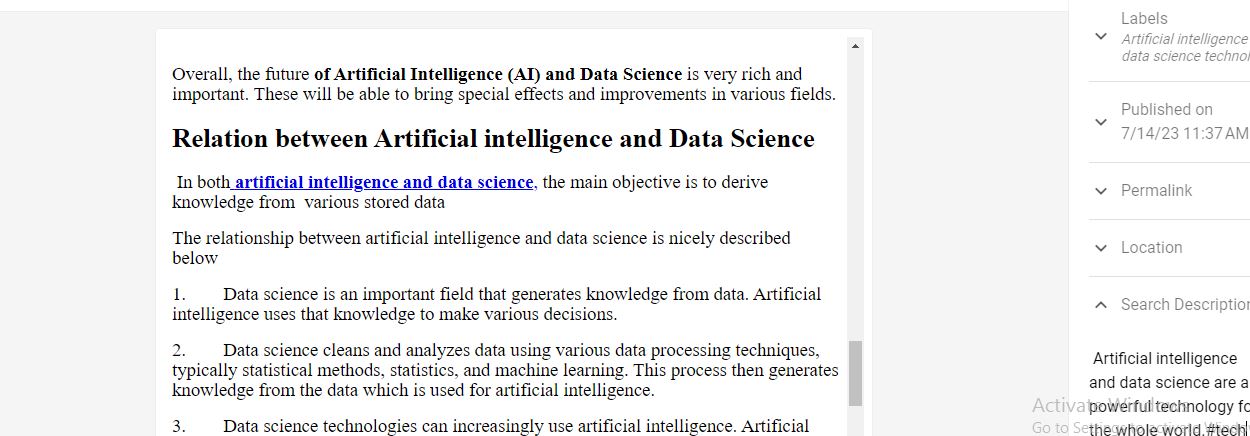 Overall, the future of Artificial Intelligence (AI) and Data Science is very rich and
important. These will be able to bring special effects and improvements in various fields.
Relation between Artificial intelligence and Data Science
In both artificial intelligence and data science, the main objective is to derive
knowledge from various stored data
The relationship between artificial intelligence and data science is nicely described
below
1. Data science is an important field that generates knowledge from data. Artificial
intelligence uses that knowledge to make various decisions.
2. Data science cleans and analyzes data using various data processing techniques,
typically statistical methods, statistics, and machine learning. This process then generates
knowledge from the data which is used for artificial intelligence.
3. Data science technologies can increasingly use artificial intelligence. Artificial
Labels
Artificial intelligence
data science technol
Published on
7/14/23 11:37 AM
Permalink
Location
Search Description
Artificial intelligence
and data science are a
powerful technology fo
the whole world.#tech
Activate Windows
Go to Settings to activate Windows